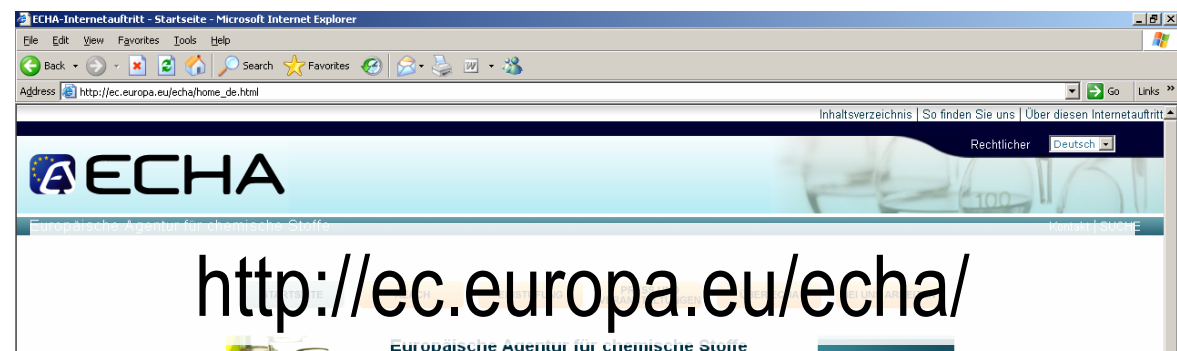 ECHA-Internetauftritt - Startseite - Microsoft Internet Explorer
File Edit View Favorites Tools Help
Back Search Favorites
Address http://ec.europa.eu/echa/home_de.html Go Links »
Inhaltsverzeichnis | So finden Sie uns | Über diesen Internetauftritt
Rechtlicher Deutsch
ECHA
100
Europäische Agentur für chemische Stoffe Kontakt | SUCHE
http://ec.europa.eu/echa/
Europäische Agentur für chemische Stoffe